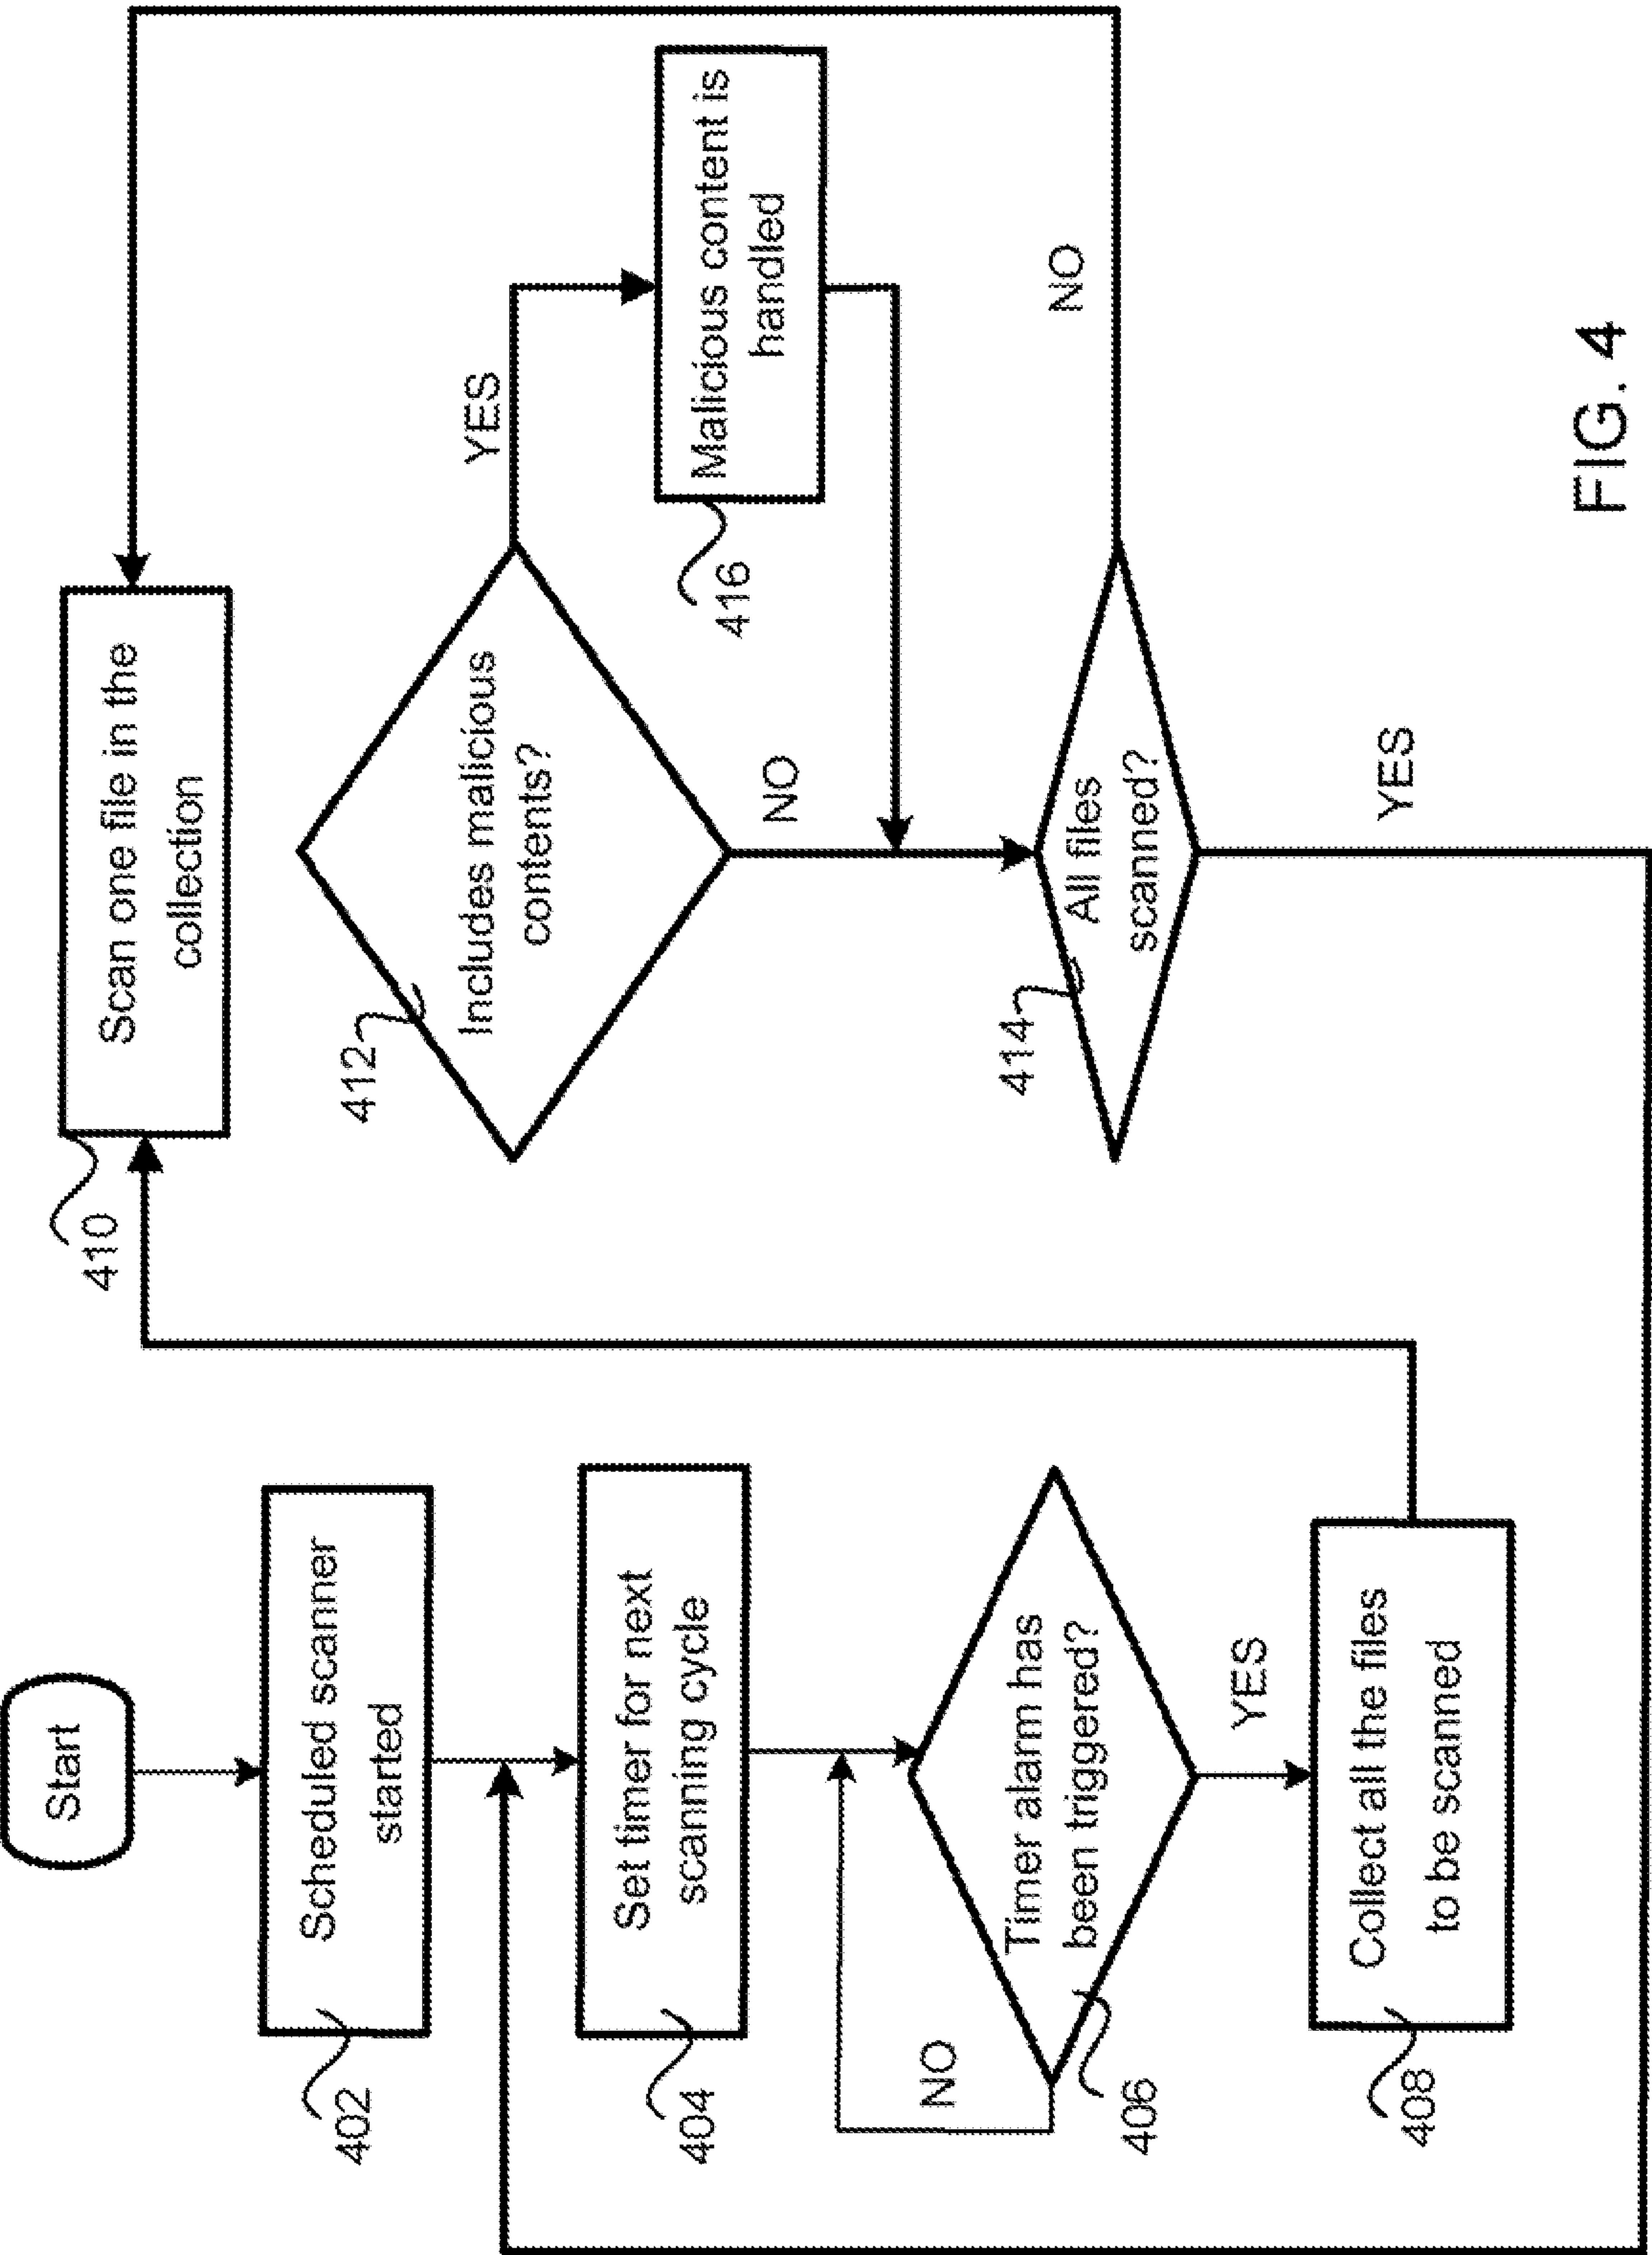 Start
Scheduled scanner
started
402
Set timer for next
scanning cycle
404
Timer alarm has
been triggered?
NO
406
YES
Collect all the files
to be scanned
408
Scan one file in the
collection
410
Includes malicious
contents?
412
YES
NO
Malicious content is
handled
416
All files
scanned?
414
NO
YES
FIG. 4